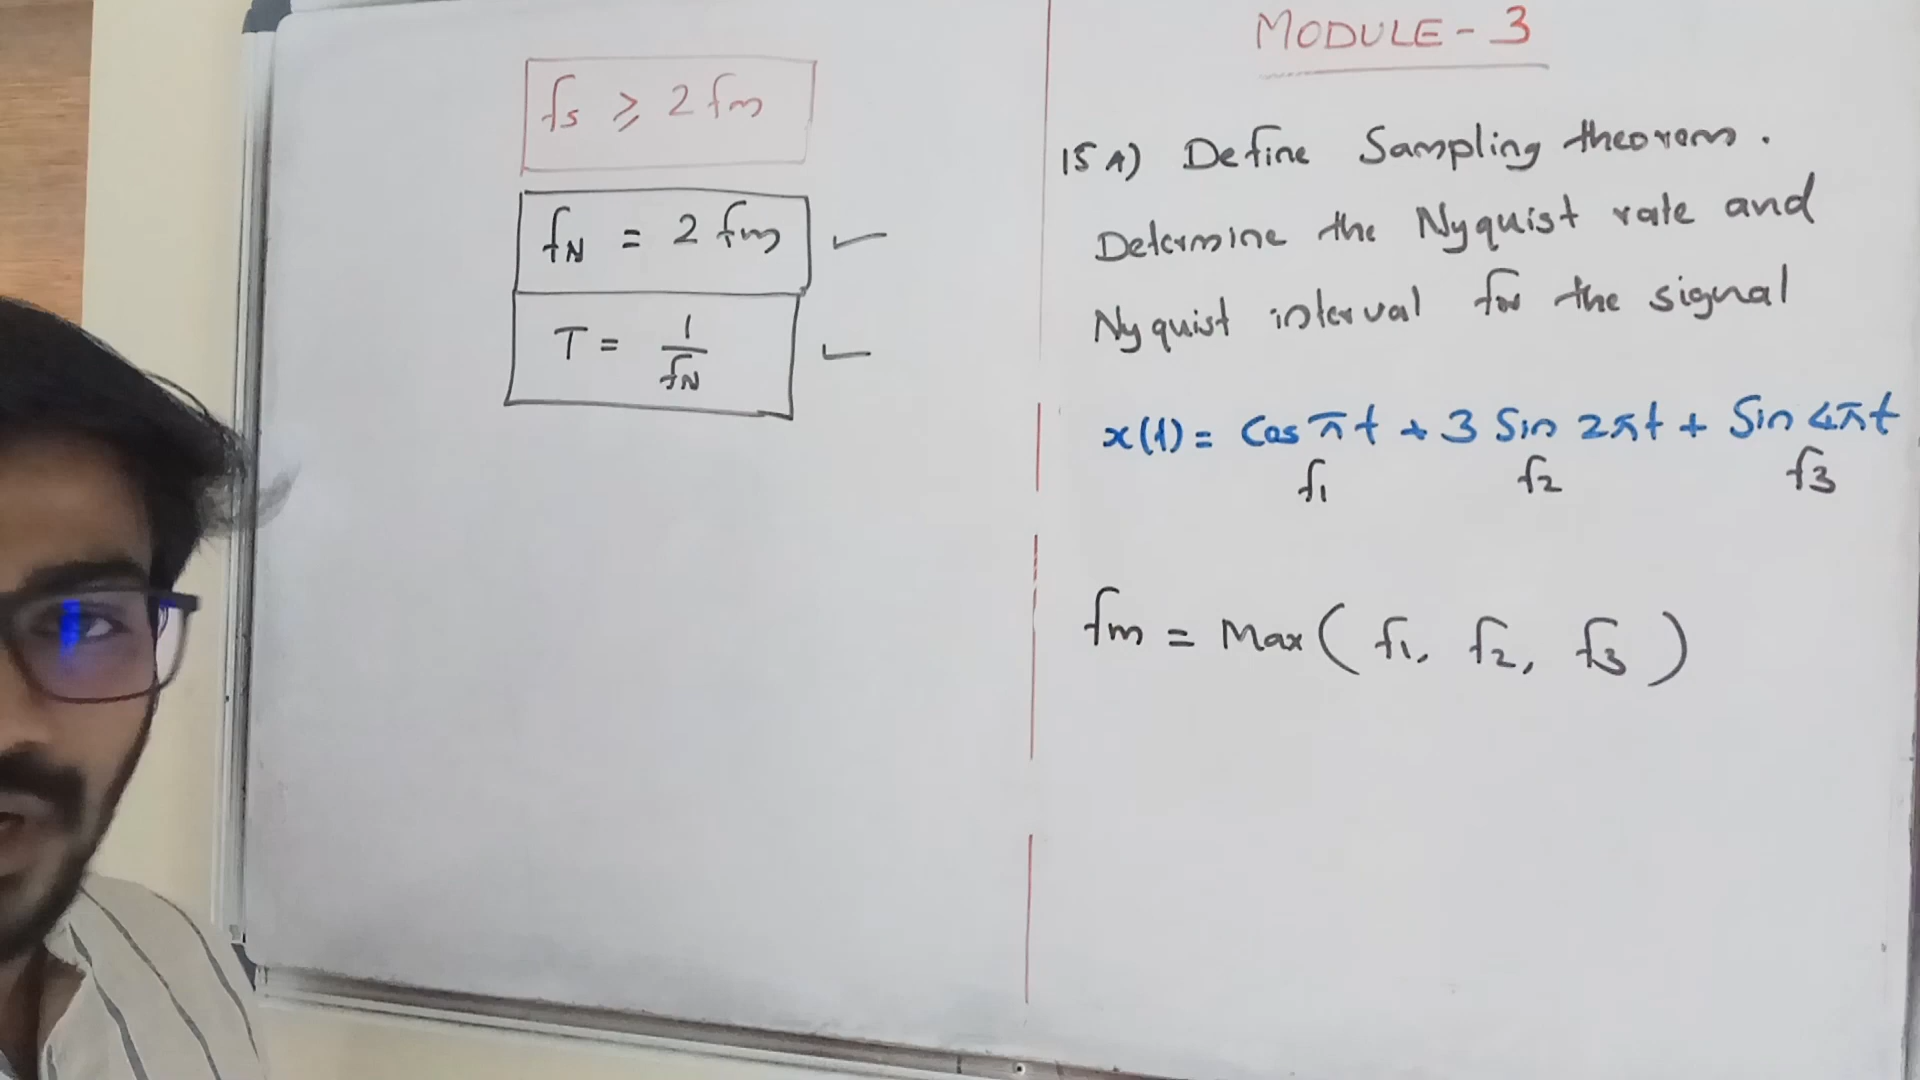 fs ≥ 2 fm
fN = 2 fm
T = 1/fN
MODULE - 3
15 A) Define Sampling theorem.
Determine the Nyquist rate and
Nyquist interval for the signal
x(t) = Cos πt + 3 Sin 2πt + Sin 4πt
f1 f2 f3
fm = Max ( f1, f2, f3 )